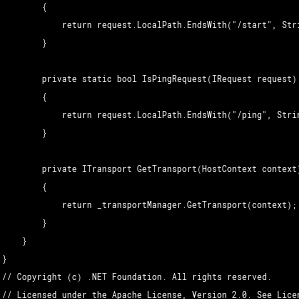 {
return request.LocalPath.EndsWith("/start", Stri
}
private static bool IsPingRequest(IRequest request)
{
return request.LocalPath.EndsWith("/ping", Strin
}
private ITransport GetTransport(HostContext context
{
return _transportManager.GetTransport(context);
}
}
}
// Copyright (c) .NET Foundation. All rights reserved.
// Licensed under the Apache License, Version 2.0. See Licen